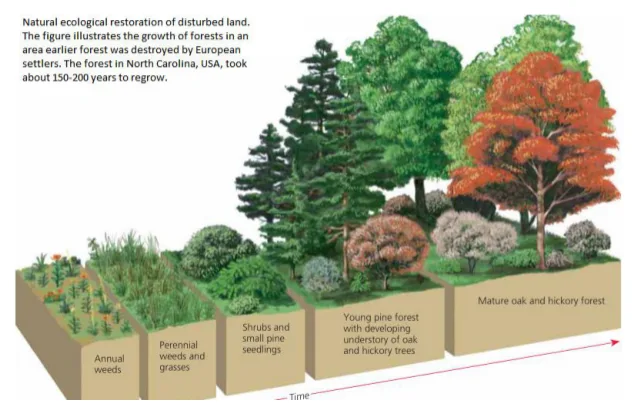 Natural ecological restoration of disturbed land.
The figure illustrates the growth of forests in an
area earlier forest was destroyed by European
settlers. The forest in North Carolina, USA, took
about 150-200 years to regrow.
Annual
weeds
Perennial
weeds and
grasses
Shrubs and
small pine
seedlings
Young pine forest
with developing
understory of oak
and hickory trees
Mature oak and hickory forest
Time